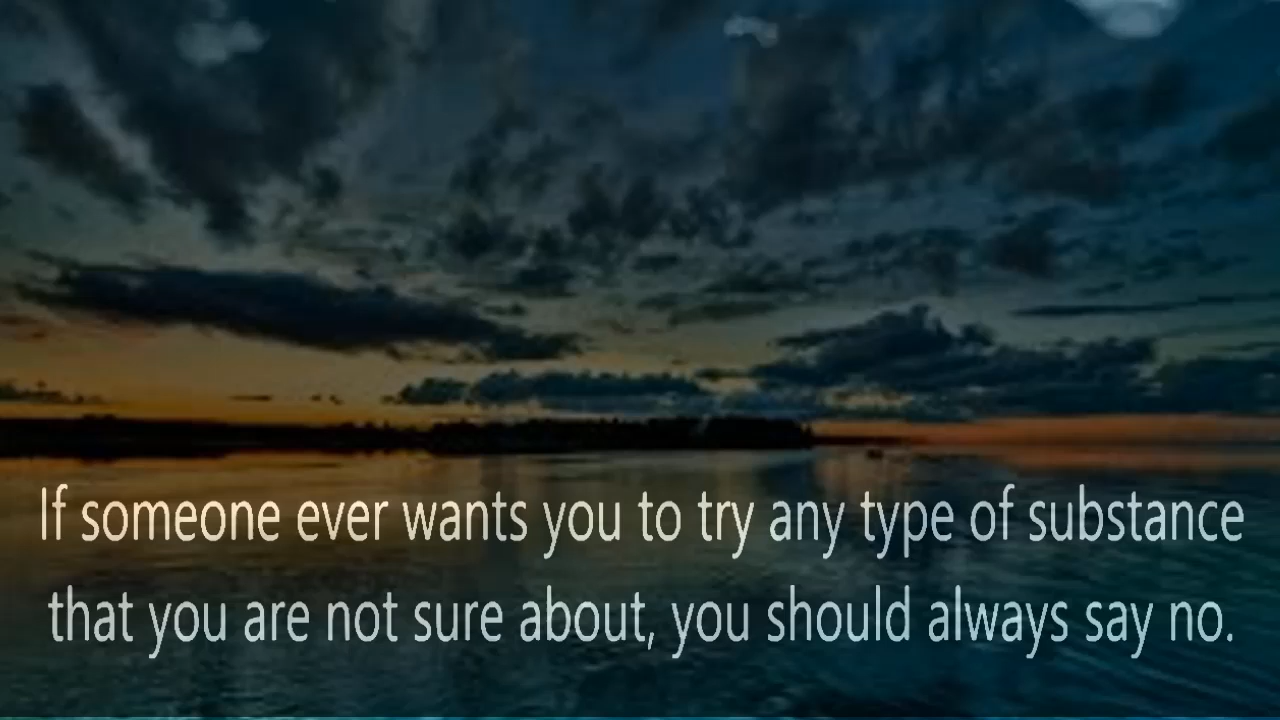 If someone ever wants you to try any type of substance
that you are not sure about, you should always say no.